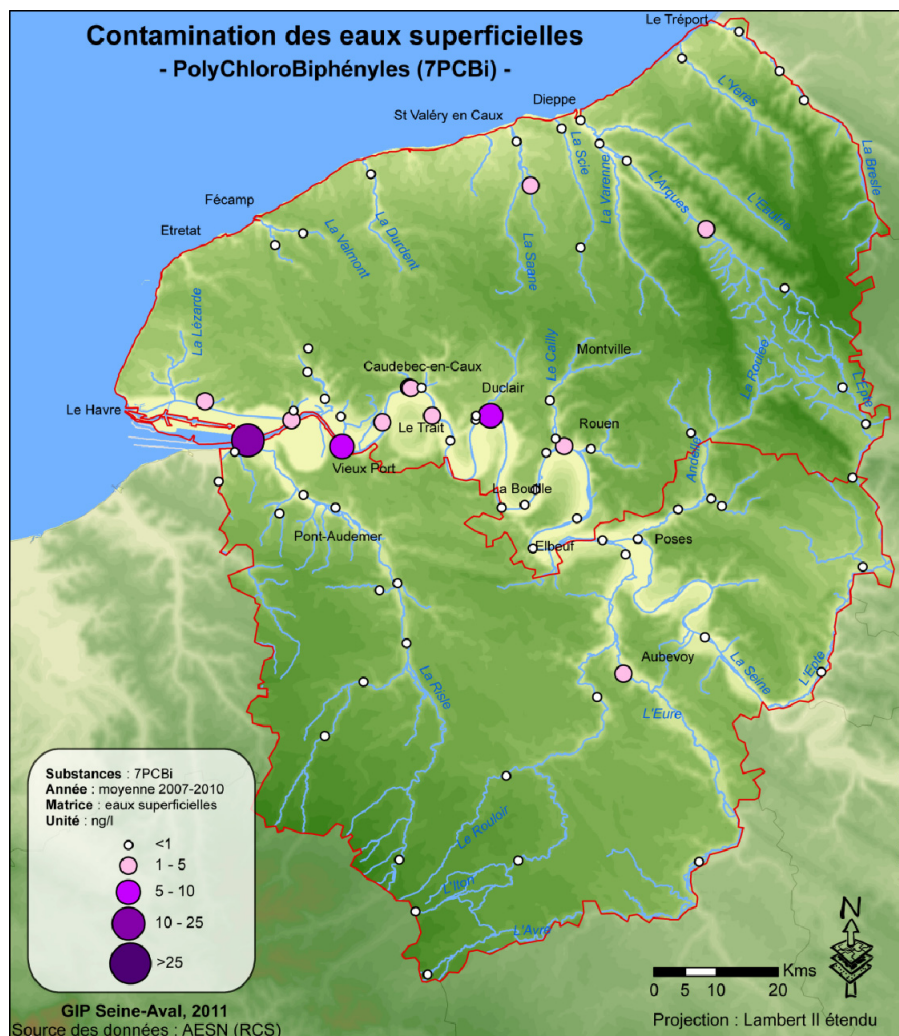 Contamination des eaux superficielles
- PolyChloroBiphényles (7PCBi) -
Le Tréport
L'Yeres
Dieppe
St Valéry en Caux
La Scie
La Varenne
La Bresle
L'Arques
L'Eaulne
Fécamp
Etretat
La Valmont
La Durdent
La Saane
La Lézarde
Le Cailly
Montville
La Roulee
Caudebec-en-Caux
Duclair
L'Epte
Le Havre
Le Trait
Rouen
Vieux Port
Andelle
La Bouille
Pont-Audemer
Elbeuf
Poses
Aubevoy
La Seine
L'Epte
La Risle
L'Eure
Le Rouloir
L'Iton
L'Avre
Substances : 7PCBi
Année : moyenne 2007-2010
Matrice : eaux superficielles
Unité : ng/l
<1
1 - 5
5 - 10
10 - 25
>25
N
Kms
0 5 10 20
GIP Seine-Aval, 2011
Source des données : AESN (RCS)
Projection : Lambert II étendu